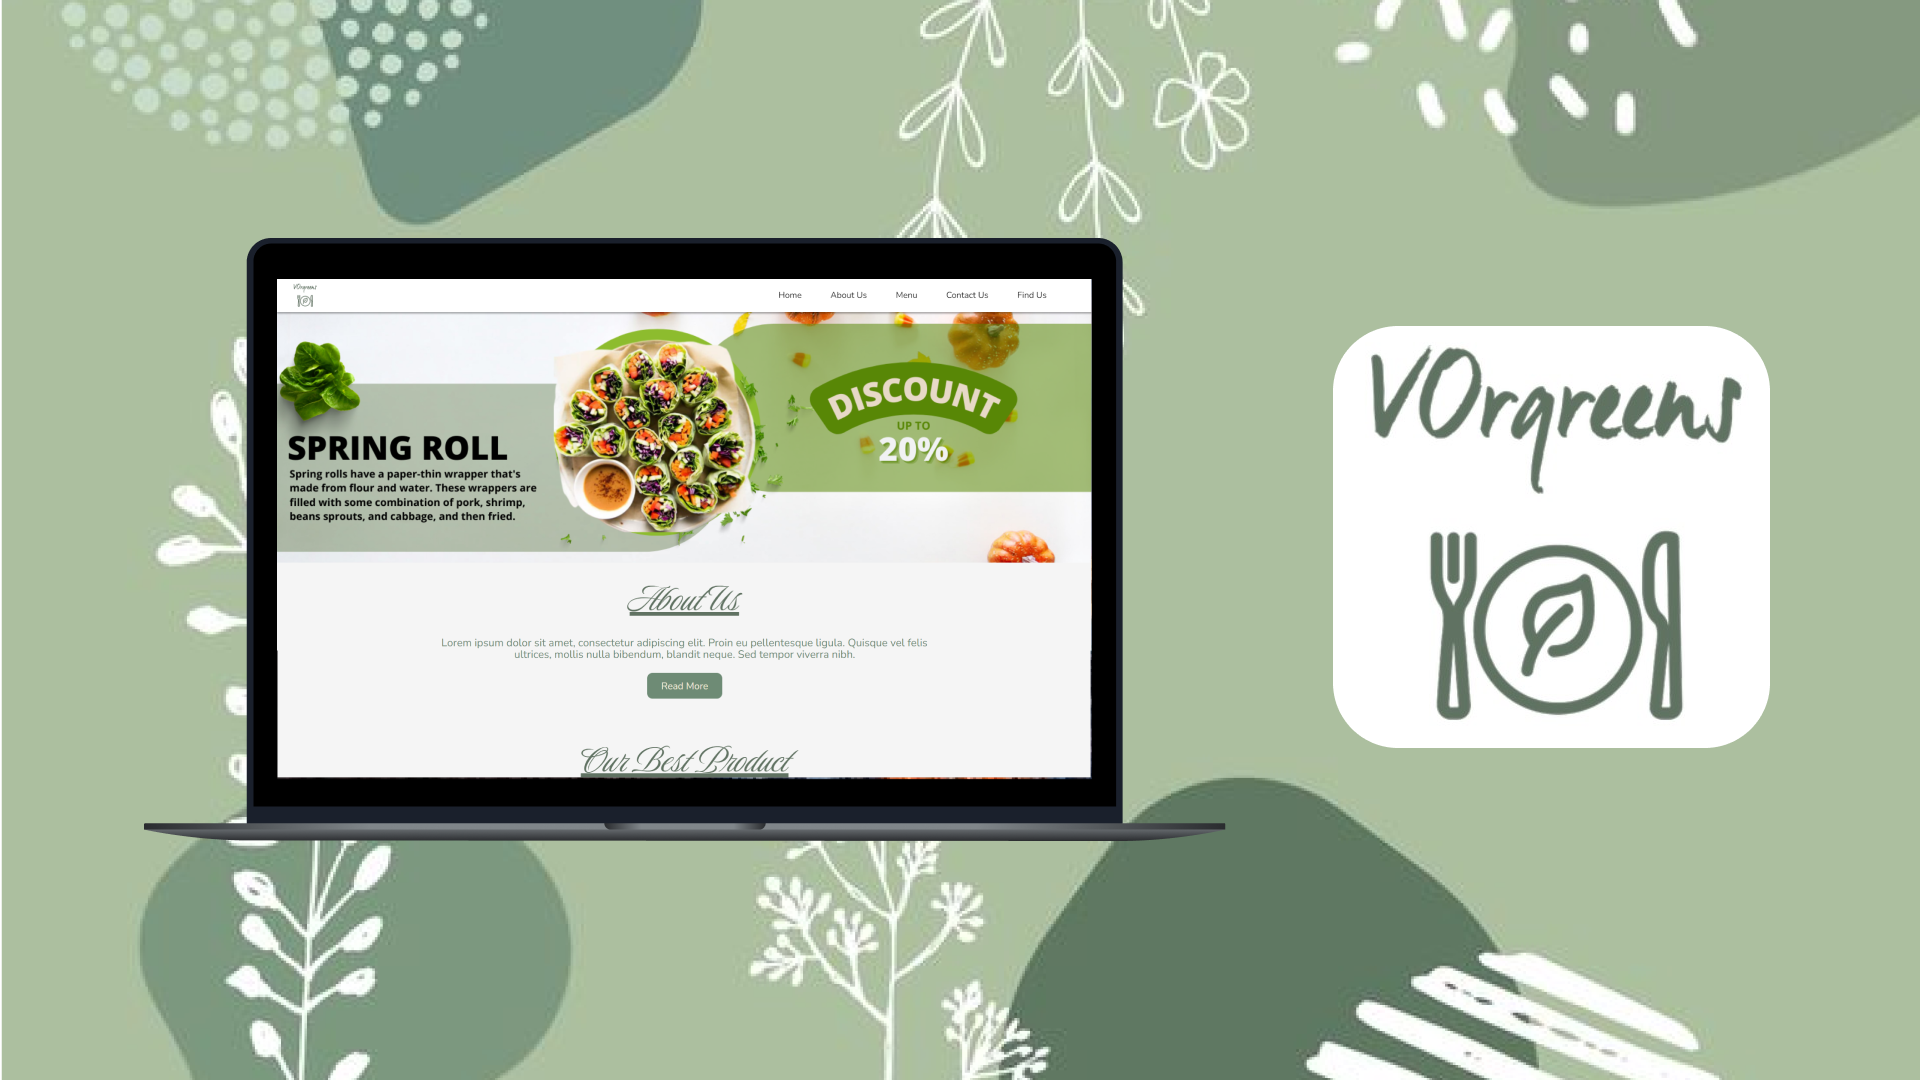 VOrgreens
Home About Us Menu Contact Us Find Us
SPRING ROLL
Spring rolls have a paper-thin wrapper that's
made from flour and water. These wrappers are
filled with some combination of pork, shrimp,
beans sprouts, and cabbage, and then fried.
DISCOUNT
UP TO
20%
About Us
Lorem ipsum dolor sit amet, consectetur adipiscing elit. Proin eu pellentesque ligula. Quisque vel felis
ultrices, mollis nulla bibendum, blandit neque. Sed tempor viverra nibh.
Read More
Our Best Product
VOrgreens